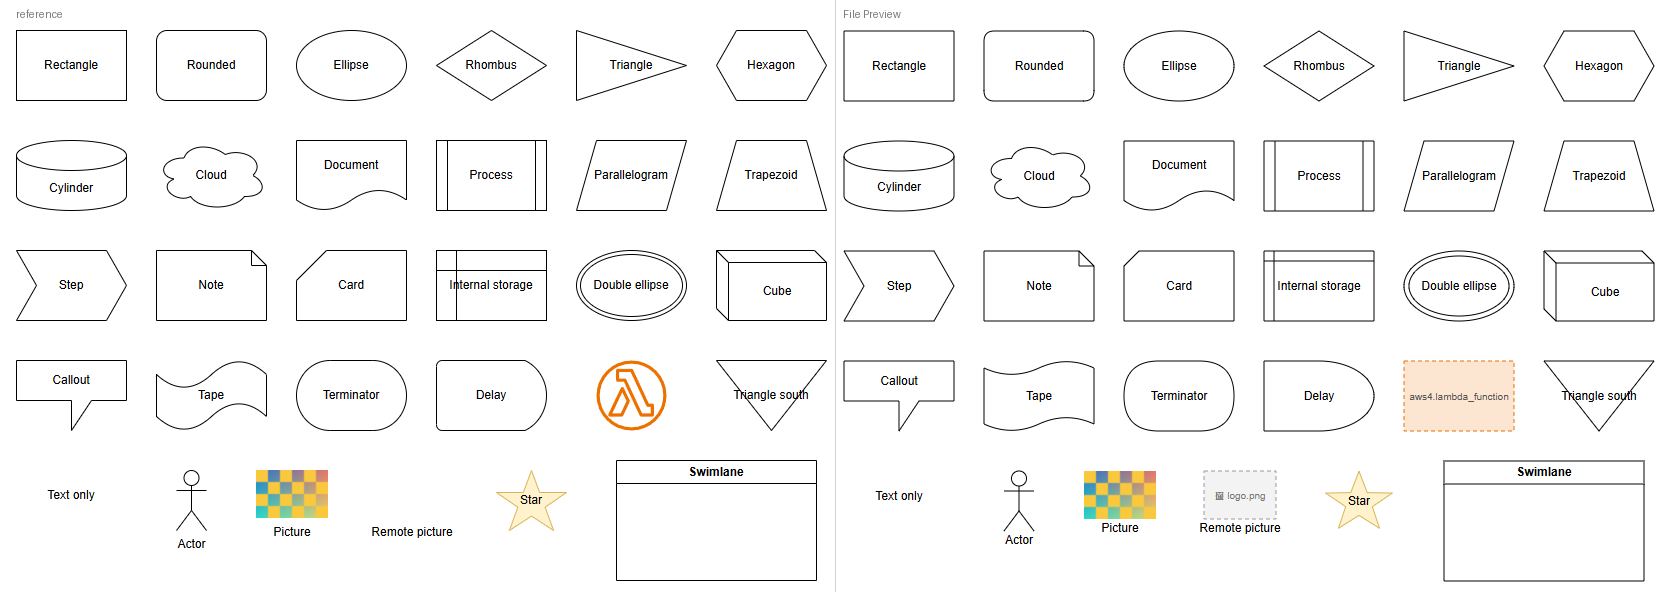 reference
File Preview
Rectangle
Rounded
Ellipse
Rhombus
Triangle
Hexagon
Rectangle
Rounded
Ellipse
Rhombus
Triangle
Hexagon
Cylinder
Cloud
Document
Process
Parallelogram
Trapezoid
Cylinder
Cloud
Document
Process
Parallelogram
Trapezoid
Step
Note
Card
Internal storage
Double ellipse
Cube
Step
Note
Card
Internal storage
Double ellipse
Cube
Callout
Tape
Terminator
Delay
Triangle south
Callout
Tape
Terminator
Delay
aws4.lambda_function
Triangle south
Text only
Actor
Picture
Remote picture
Star
Swimlane
Text only
Actor
Picture
logo.png
Remote picture
Star
Swimlane